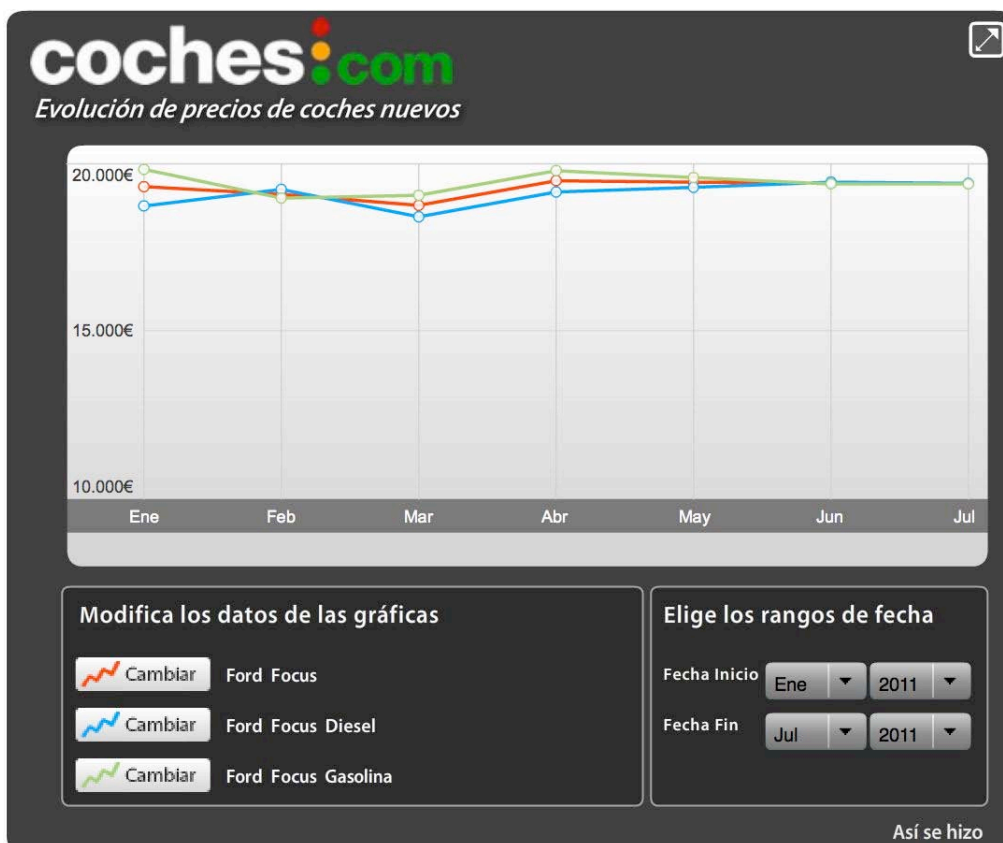 coches:com
Evolución de precios de coches nuevos
20.000€
15.000€
10.000€
Ene Feb Mar Abr May Jun Jul
Modifica los datos de las gráficas
Cambiar Ford Focus
Cambiar Ford Focus Diesel
Cambiar Ford Focus Gasolina
Elige los rangos de fecha
Fecha Inicio Ene 2011
Fecha Fin Jul 2011
Así se hizo